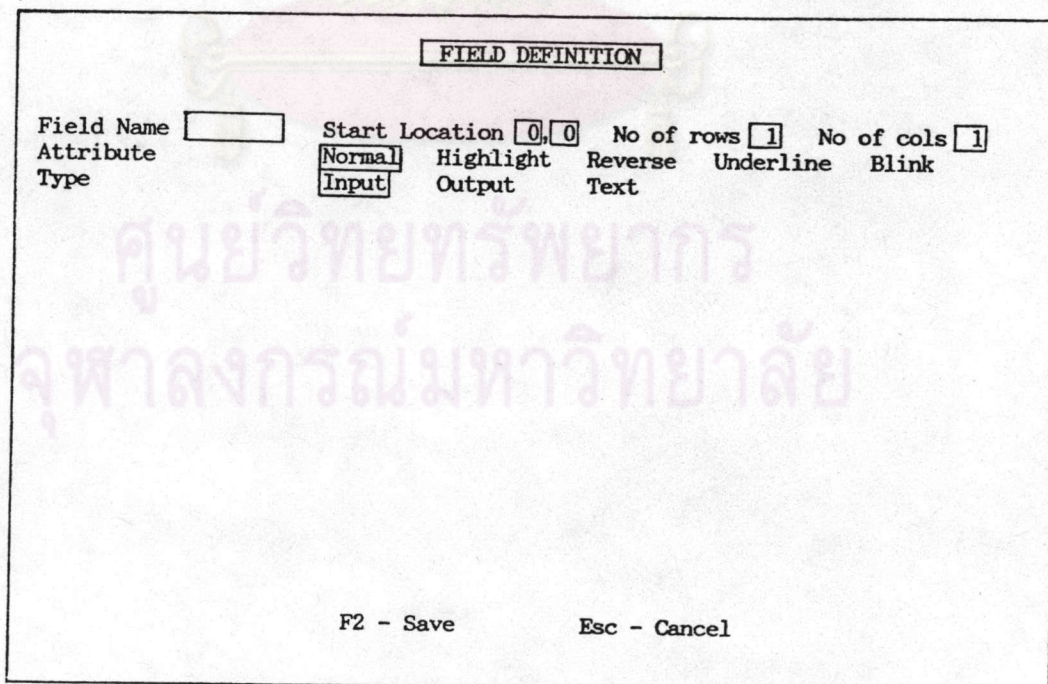 FIELD DEFINITION
Field Name Start Location 0,0 No of rows 1 No of cols 1
Attribute Normal Highlight Reverse Underline Blink
Type Input Output Text
ศูนย์วิทยทรัพยากร
จุฬาลงกรณ์มหาวิทยาลัย
F2 - Save Esc - Cancel